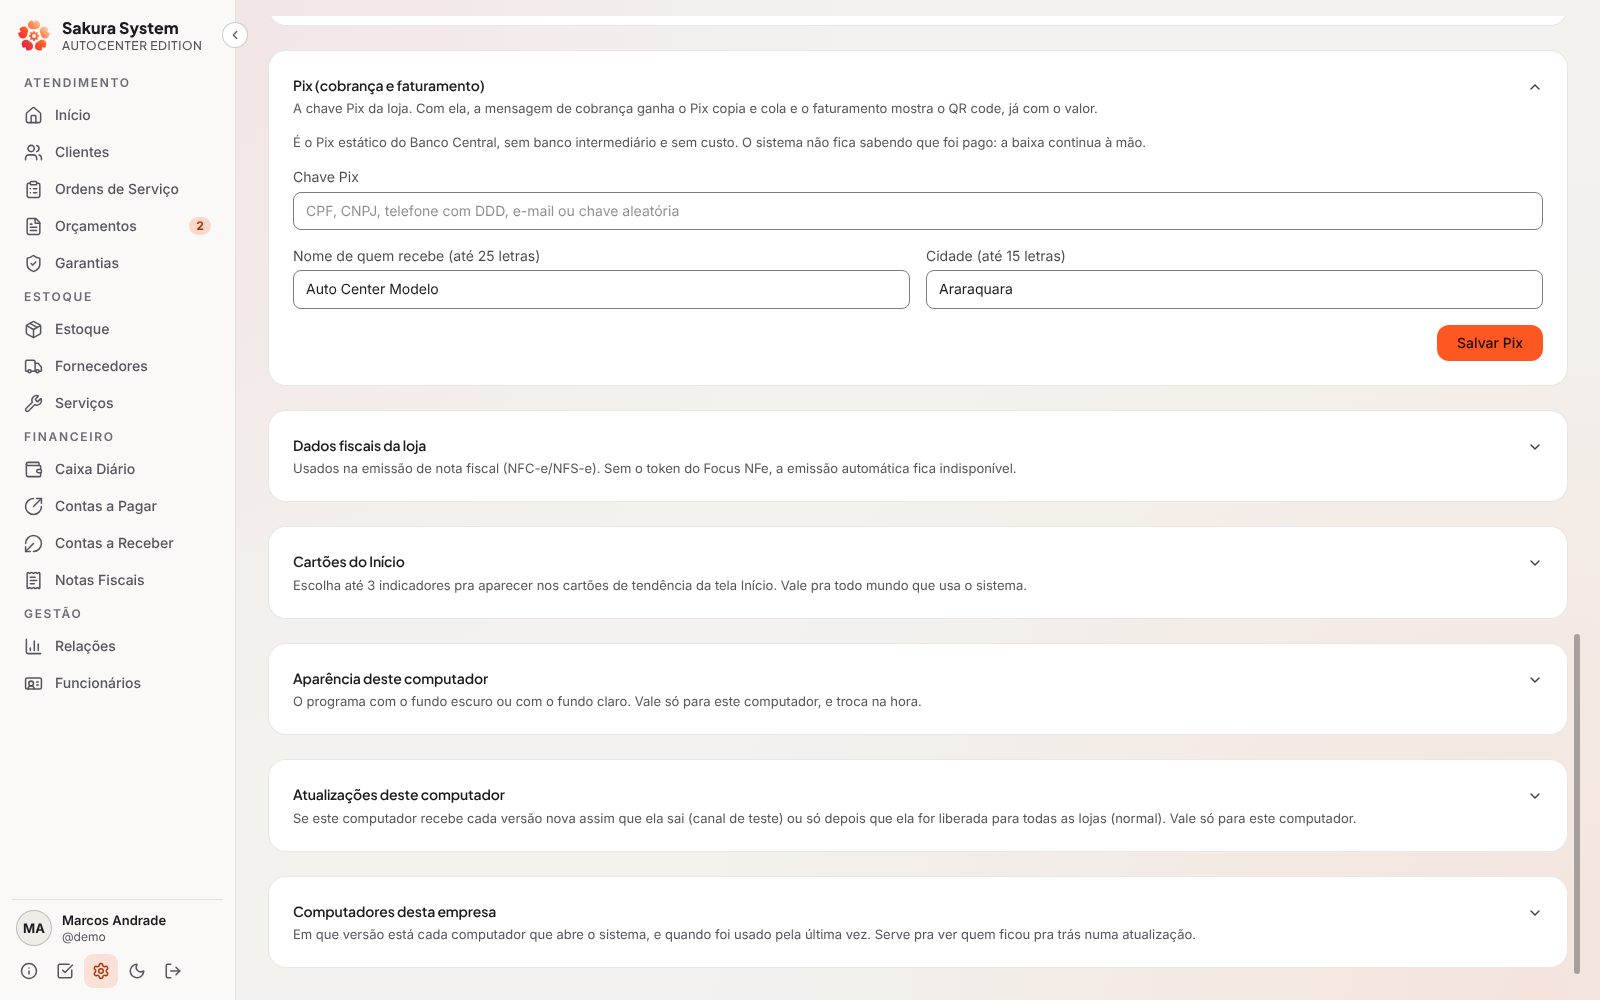 Sakura System
AUTOCENTER EDITION
ATENDIMENTO
Início
Clientes
Ordens de Serviço
Orçamentos 2
Garantias
ESTOQUE
Estoque
Fornecedores
Serviços
FINANCEIRO
Caixa Diário
Contas a Pagar
Contas a Receber
Notas Fiscais
GESTÃO
Relações
Funcionários
MA
Marcos Andrade
@demo
Pix (cobrança e faturamento)
A chave Pix da loja. Com ela, a mensagem de cobrança ganha o Pix copia e cola e o faturamento mostra o QR code, já com o valor.
É o Pix estático do Banco Central, sem banco intermediário e sem custo. O sistema não fica sabendo que foi pago: a baixa continua à mão.
Chave Pix
CPF, CNPJ, telefone com DDD, e-mail ou chave aleatória
Nome de quem recebe (até 25 letras)
Auto Center Modelo
Cidade (até 15 letras)
Araraquara
Salvar Pix
Dados fiscais da loja
Usados na emissão de nota fiscal (NFC-e/NFS-e). Sem o token do Focus NFe, a emissão automática fica indisponível.
Cartões do Início
Escolha até 3 indicadores pra aparecer nos cartões de tendência da tela Início. Vale pra todo mundo que usa o sistema.
Aparência deste computador
O programa com o fundo escuro ou com o fundo claro. Vale só para este computador, e troca na hora.
Atualizações deste computador
Se este computador recebe cada versão nova assim que ela sai (canal de teste) ou só depois que ela for liberada para todas as lojas (normal). Vale só para este computador.
Computadores desta empresa
Em que versão está cada computador que abre o sistema, e quando foi usado pela última vez. Serve pra ver quem ficou pra trás numa atualização.